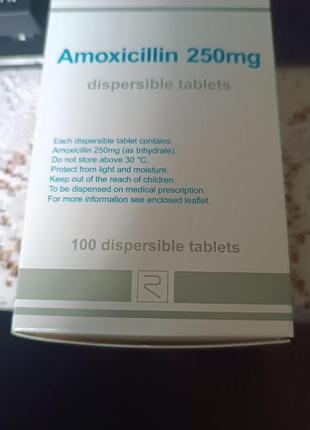 Amoxicillin 250mg
dispersible tablets
Each dispersible tablet contains:
Amoxicillin 250mg (as trihydrate).
Do not store above 30 °C.
Protect from light and moisture.
Keep out of the reach of children.
To be dispensed on medical prescription.
For more information see enclosed leaflet.
100 dispersible tablets